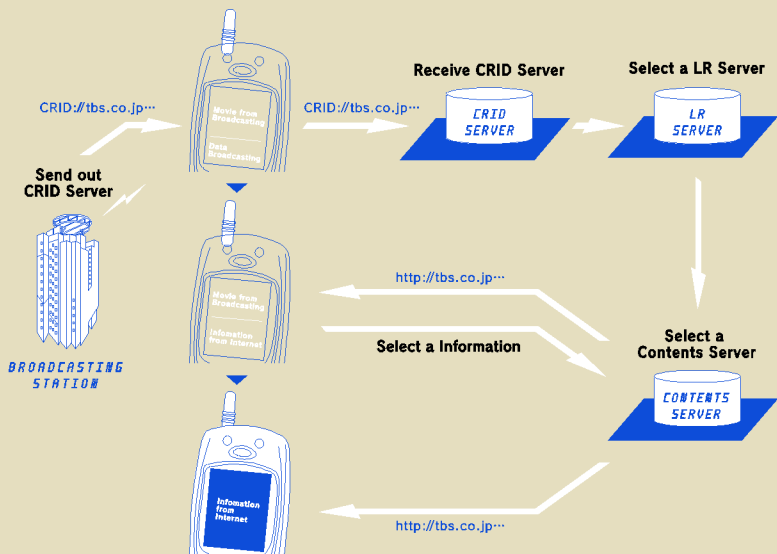 Receive CRID Server
Select a LR Server
CRID://tbs.co.jp…
Movie from
Broadcasting
Data
Broadcasting
CRID://tbs.co.jp…
CRID
SERVER
LR
SERVER
Send out
CRID Server
BROADCASTING
STATION
Movie from
Broadcasting
Infomation
from Internet
http://tbs.co.jp…
Select a Information
Select a
Contents Server
CONTENTS
SERVER
Infomation
from
Internet
http://tbs.co.jp…